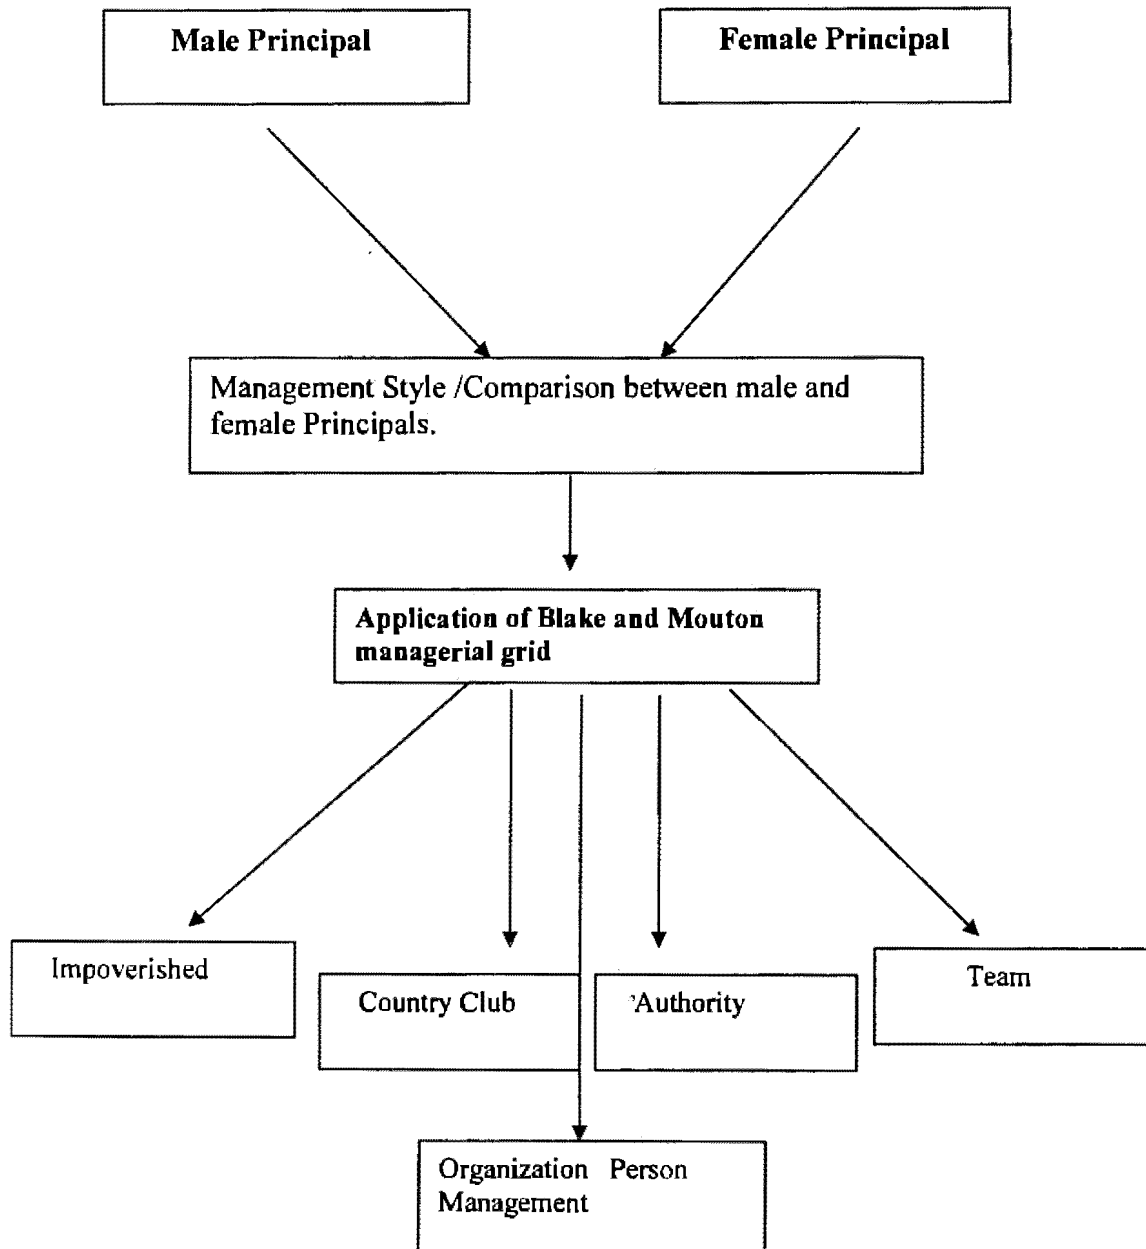 Male Principal
Female Principal
Management Style /Comparison between male and
female Principals.
Application of Blake and Mouton
managerial grid
Impoverished
Country Club
Authority
Team
Organization Person
Management